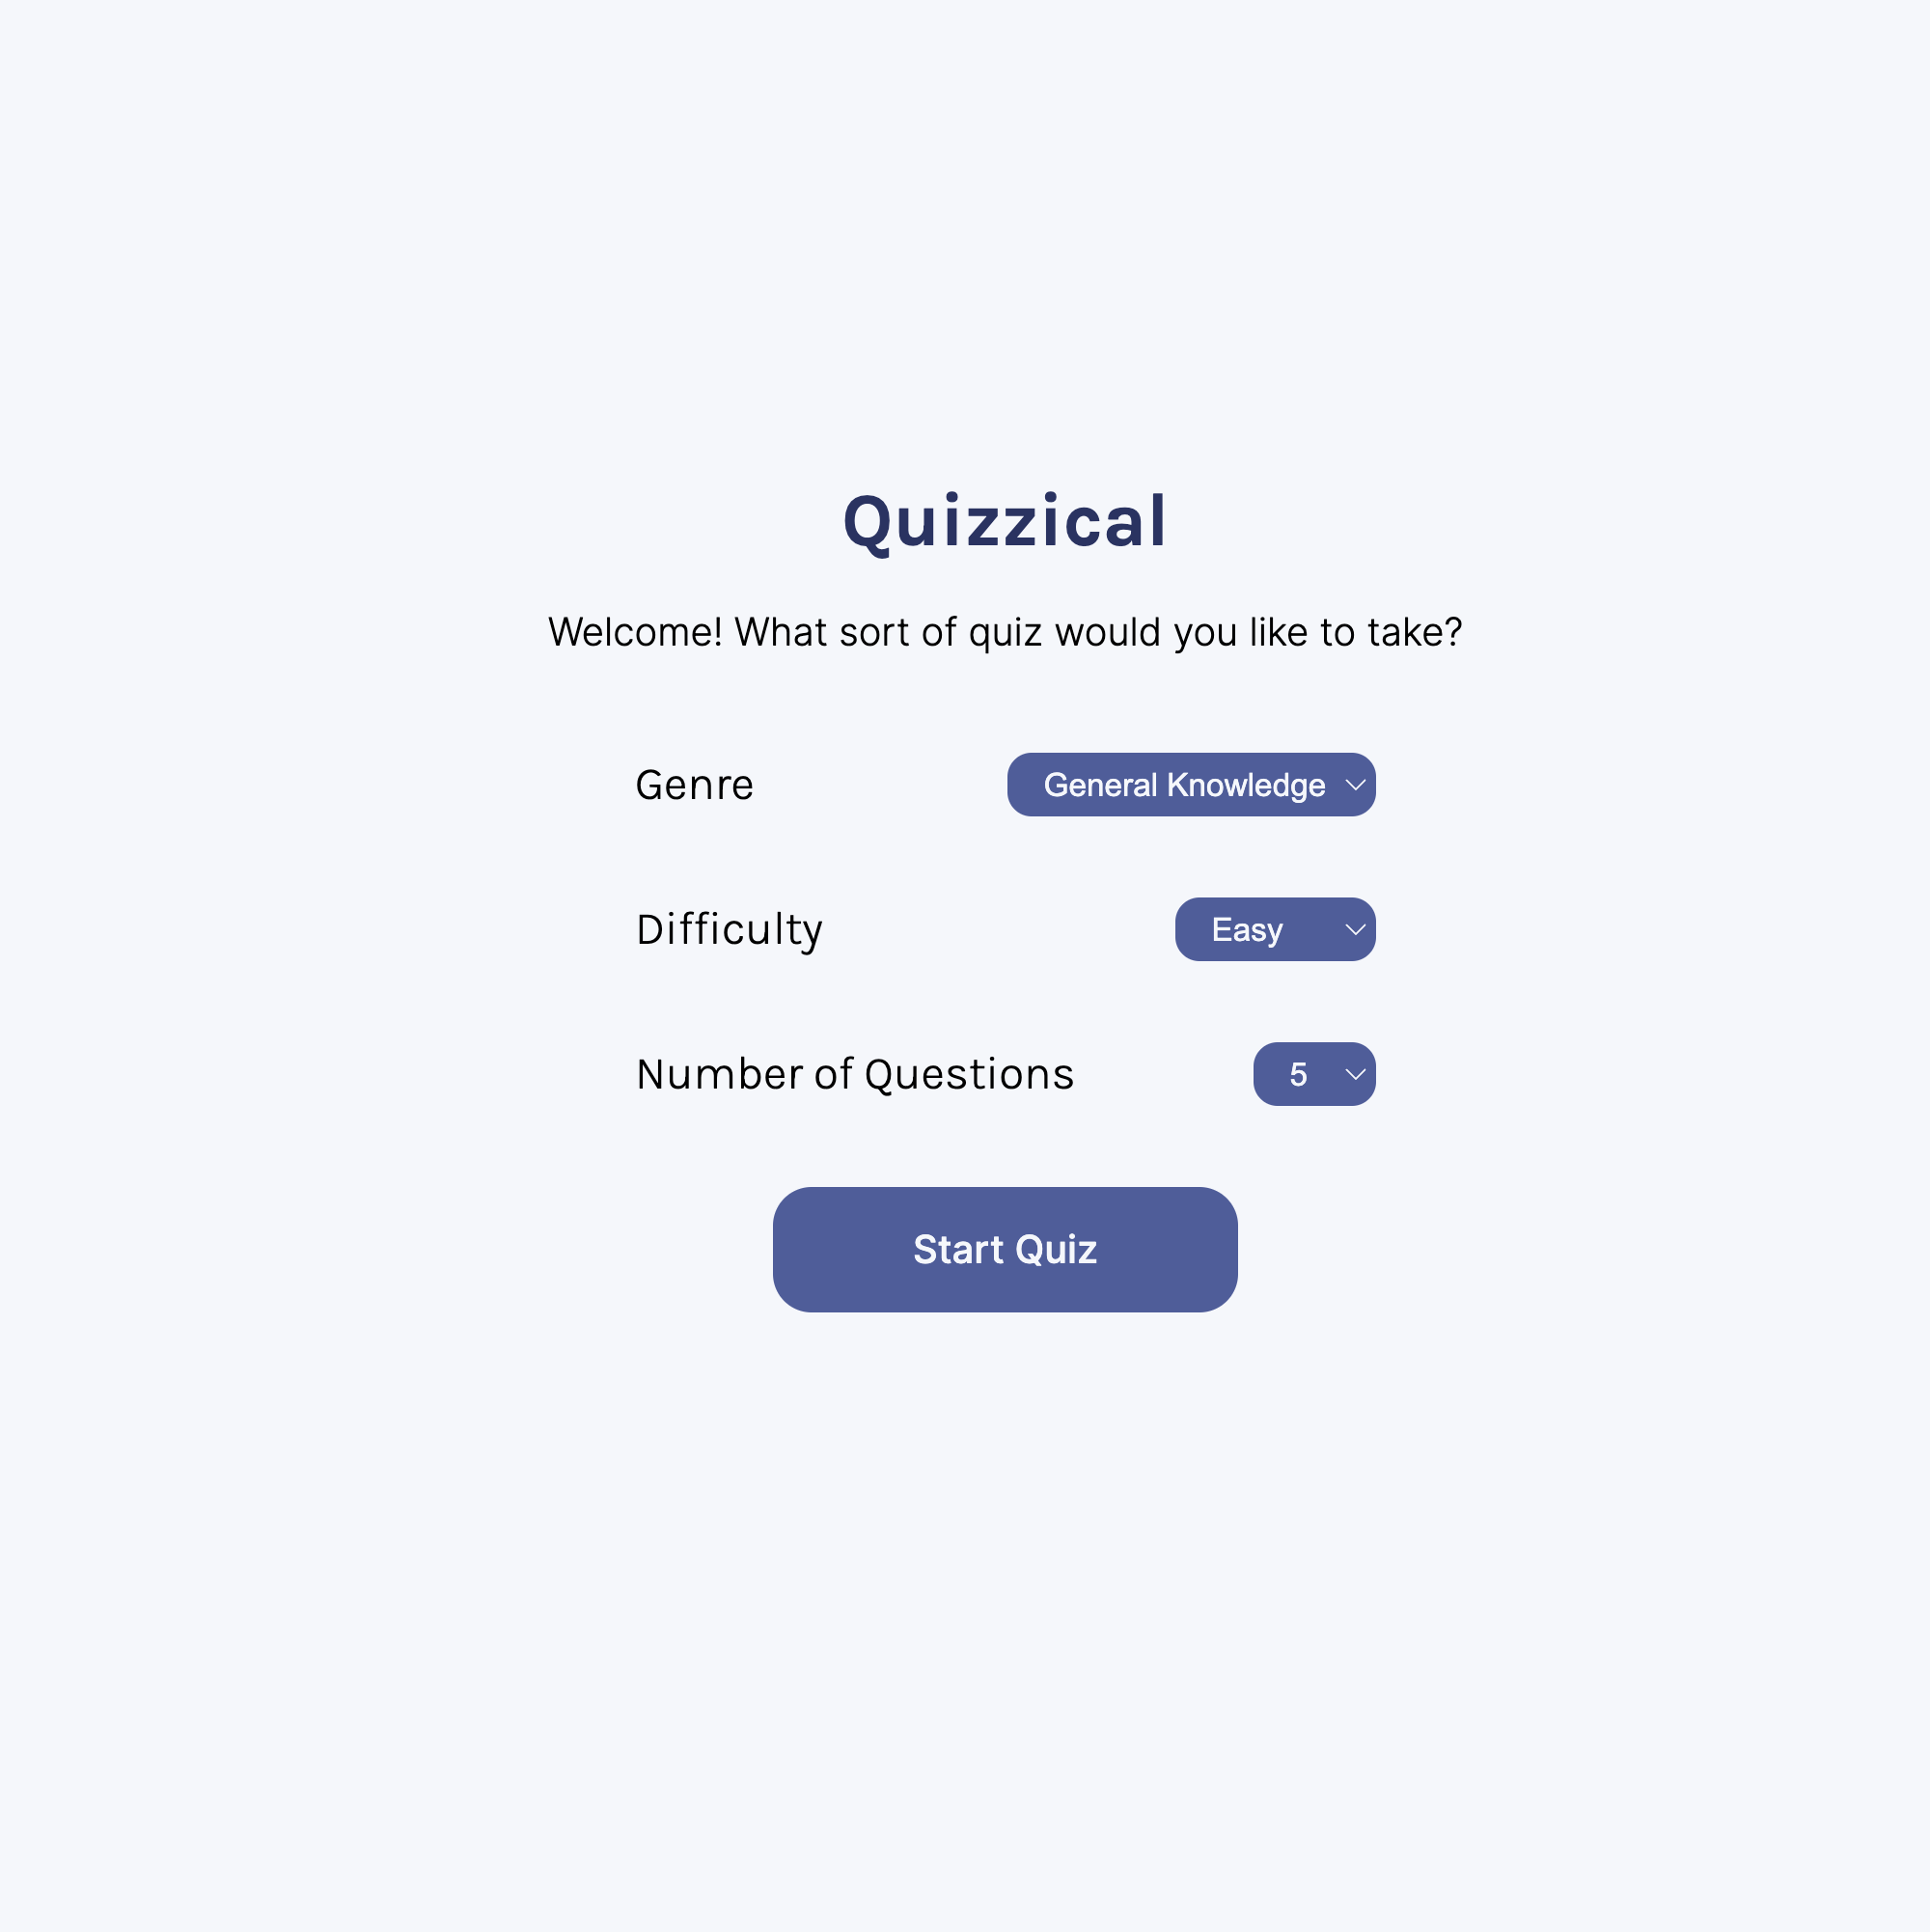 Quizzical
Welcome! What sort of quiz would you like to take?
Genre General Knowledge
Difficulty Easy
Number of Questions 5
Start Quiz